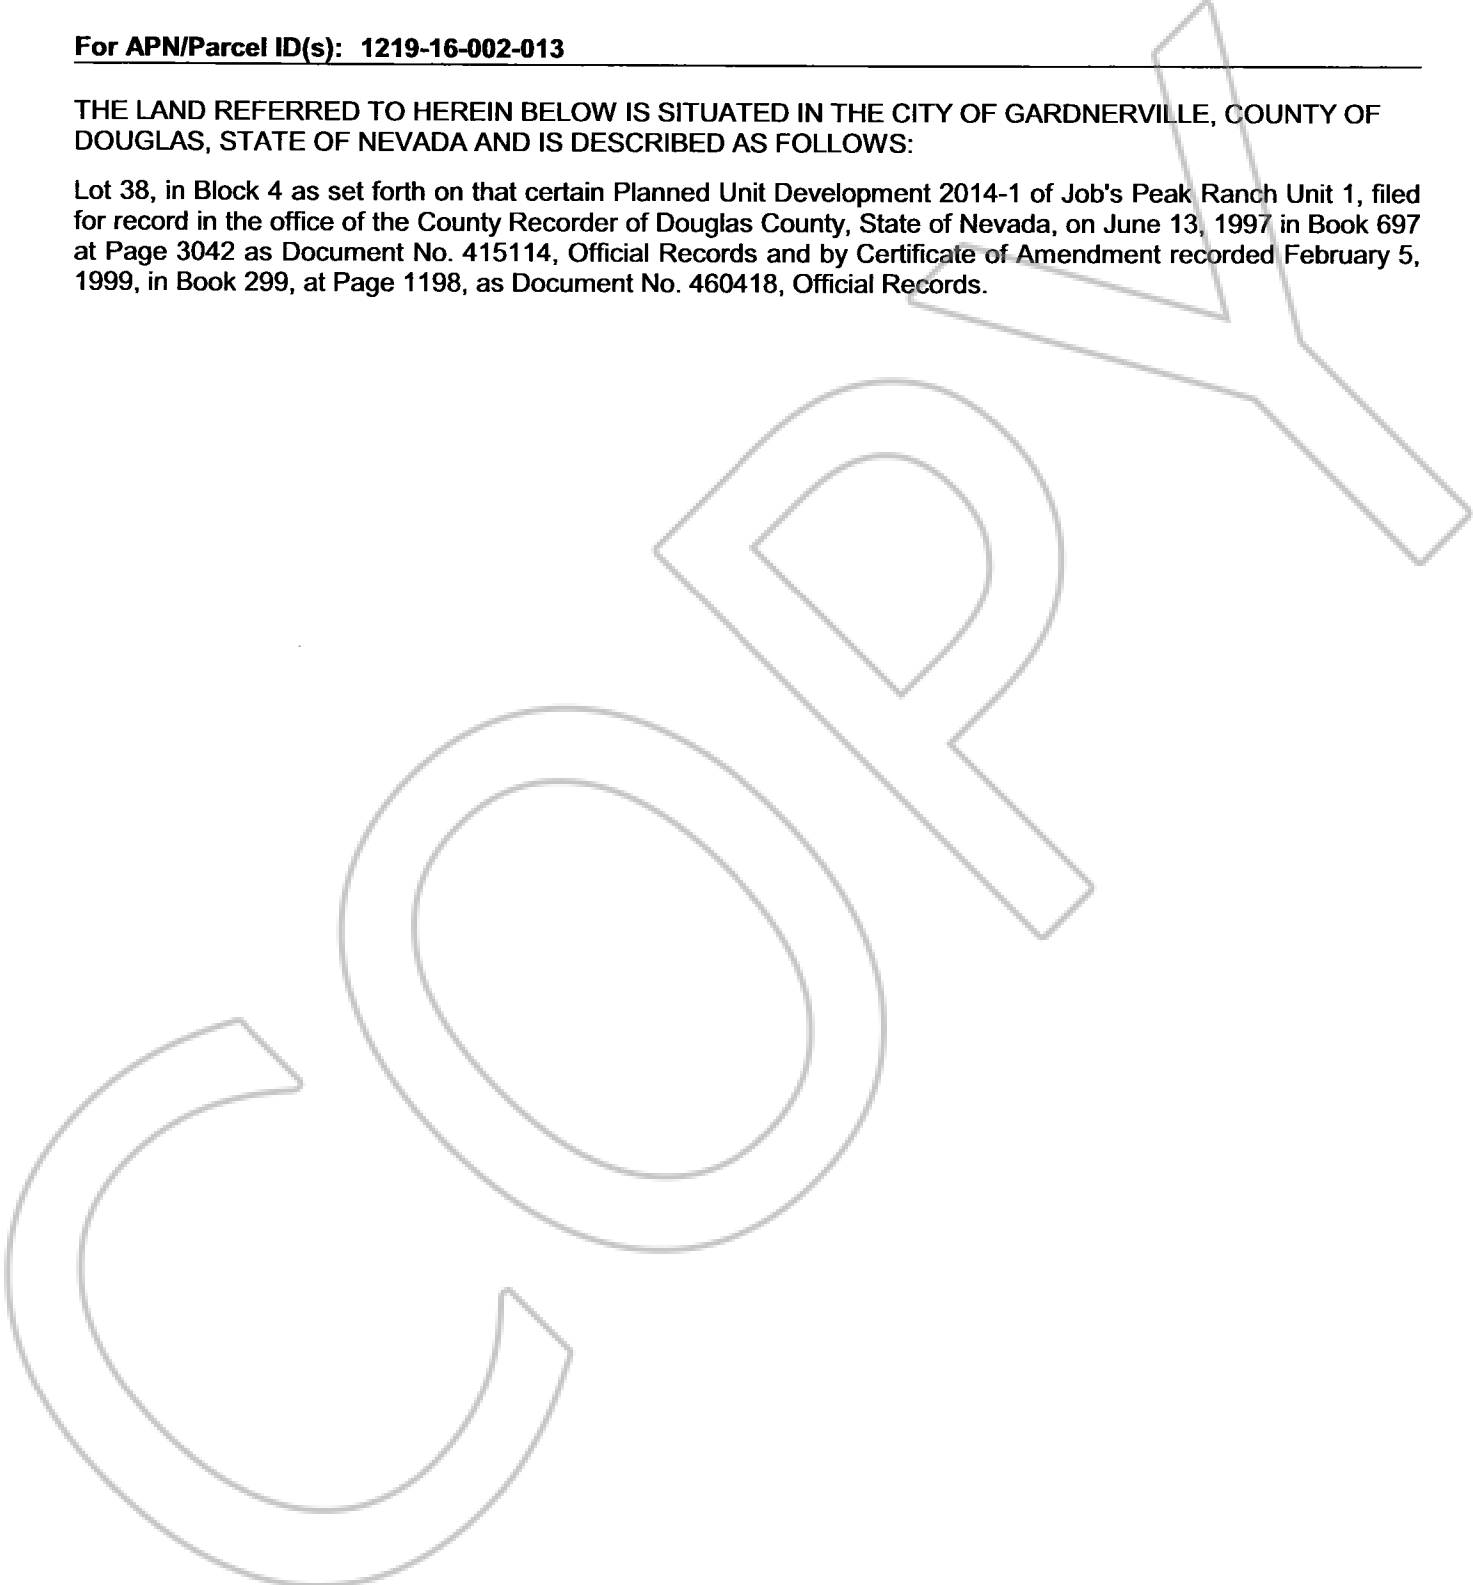 For APN/Parcel ID(s): 1219-16-002-013
THE LAND REFERRED TO HEREIN BELOW IS SITUATED IN THE CITY OF GARDNERVILLE, COUNTY OF
DOUGLAS, STATE OF NEVADA AND IS DESCRIBED AS FOLLOWS:
Lot 38, in Block 4 as set forth on that certain Planned Unit Development 2014-1 of Job's Peak Ranch Unit 1, filed
for record in the office of the County Recorder of Douglas County, State of Nevada, on June 13, 1997 in Book 697
at Page 3042 as Document No. 415114, Official Records and by Certificate of Amendment recorded February 5,
1999, in Book 299, at Page 1198, as Document No. 460418, Official Records.
COPY